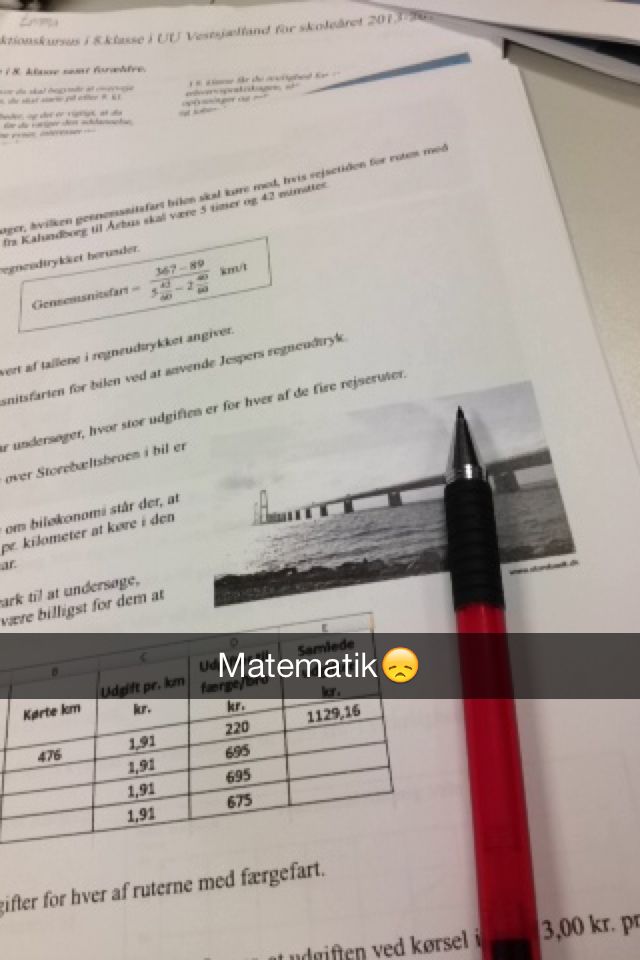 Emma
ktionskursus i 8.klasse i UU Vestsjælland for skoleåret 2013-20
e i 8. klasse samt forældre.
øger, hvilken gennemsnitsfart bilen skal køre med, hvis rejsetiden for ruten med
fra Kalundborg til Århus skal være 5 timer og 42 minutter.
regneudtrykket herunder.
Gennemsnitsfart = (367 − 89) / (5 42/60 − 2 40/60) km/t
vert af tallene i regneudtrykket angiver.
snitsfarten for bilen ved at anvende Jespers regneudtryk.
ar undersøger, hvor stor udgiften er for hver af de fire rejseruter.
over Storebæltsbroen i bil er
om biløkonomi står der, at
pr. kilometer at køre i den
ar.
ark til at undersøge,
være billigst for dem at
www.storebaelt.dk
Matematik😞
B C D E
Kørte km Udgift pr. km kr. færge/bro kr. Samlede kr.
476 1,91 220 1129,16
1,91 695
1,91 695
1,91 675
gifter for hver af ruterne med færgefart.
at udgiften ved kørsel i 3,00 kr. pr